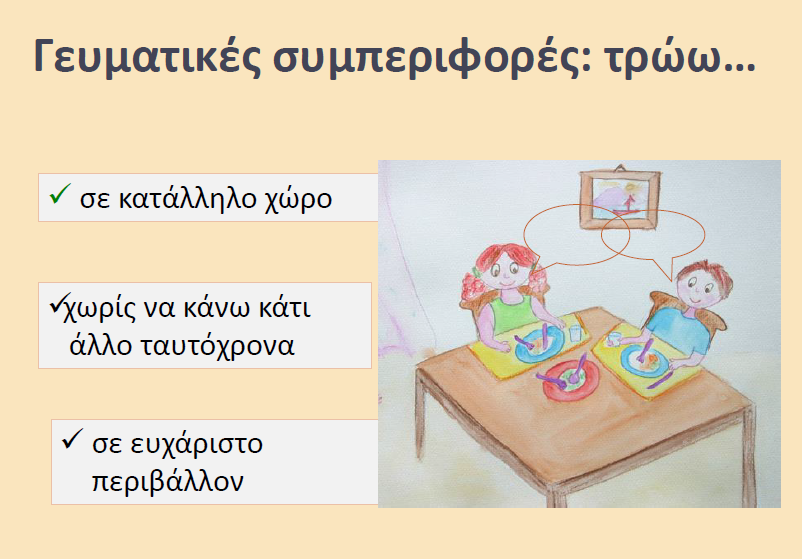 Γευματικές συμπεριφορές: τρώω...
✓ σε κατάλληλο χώρο
✓χωρίς να κάνω κάτι
άλλο ταυτόχρονα
✓ σε ευχάριστο
περιβάλλον